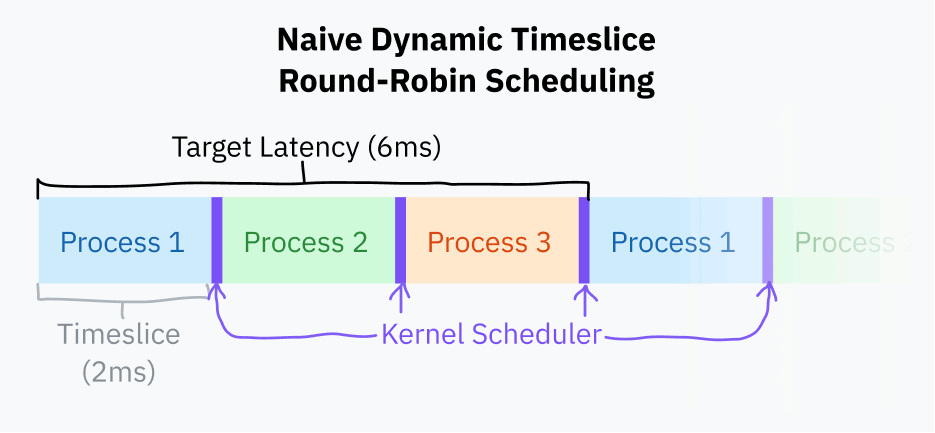 Naive Dynamic Timeslice
Round-Robin Scheduling
Target Latency (6ms)
Process 1 Process 2 Process 3 Process 1 Process
Timeslice
(2ms)
Kernel Scheduler